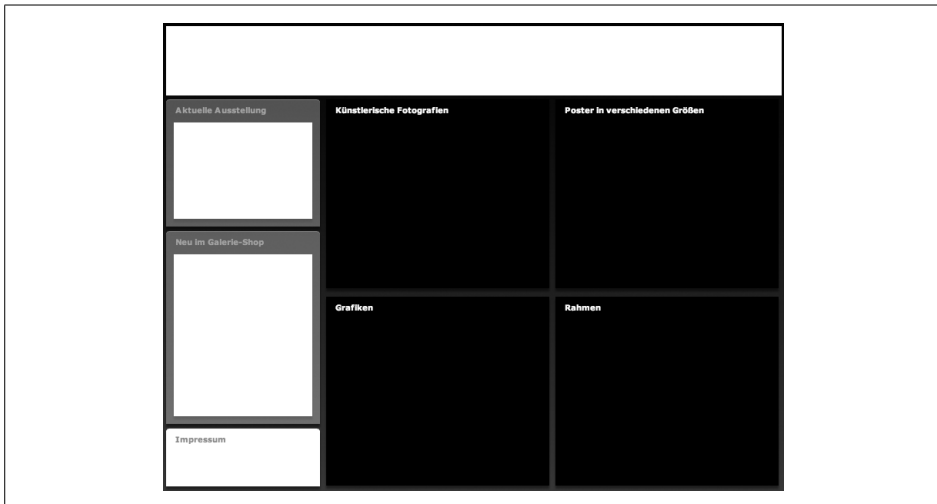 Aktuelle Ausstellung
Neu im Galerie-Shop
Impressum
Künstlerische Fotografien
Poster in verschiedenen Größen
Grafiken
Rahmen